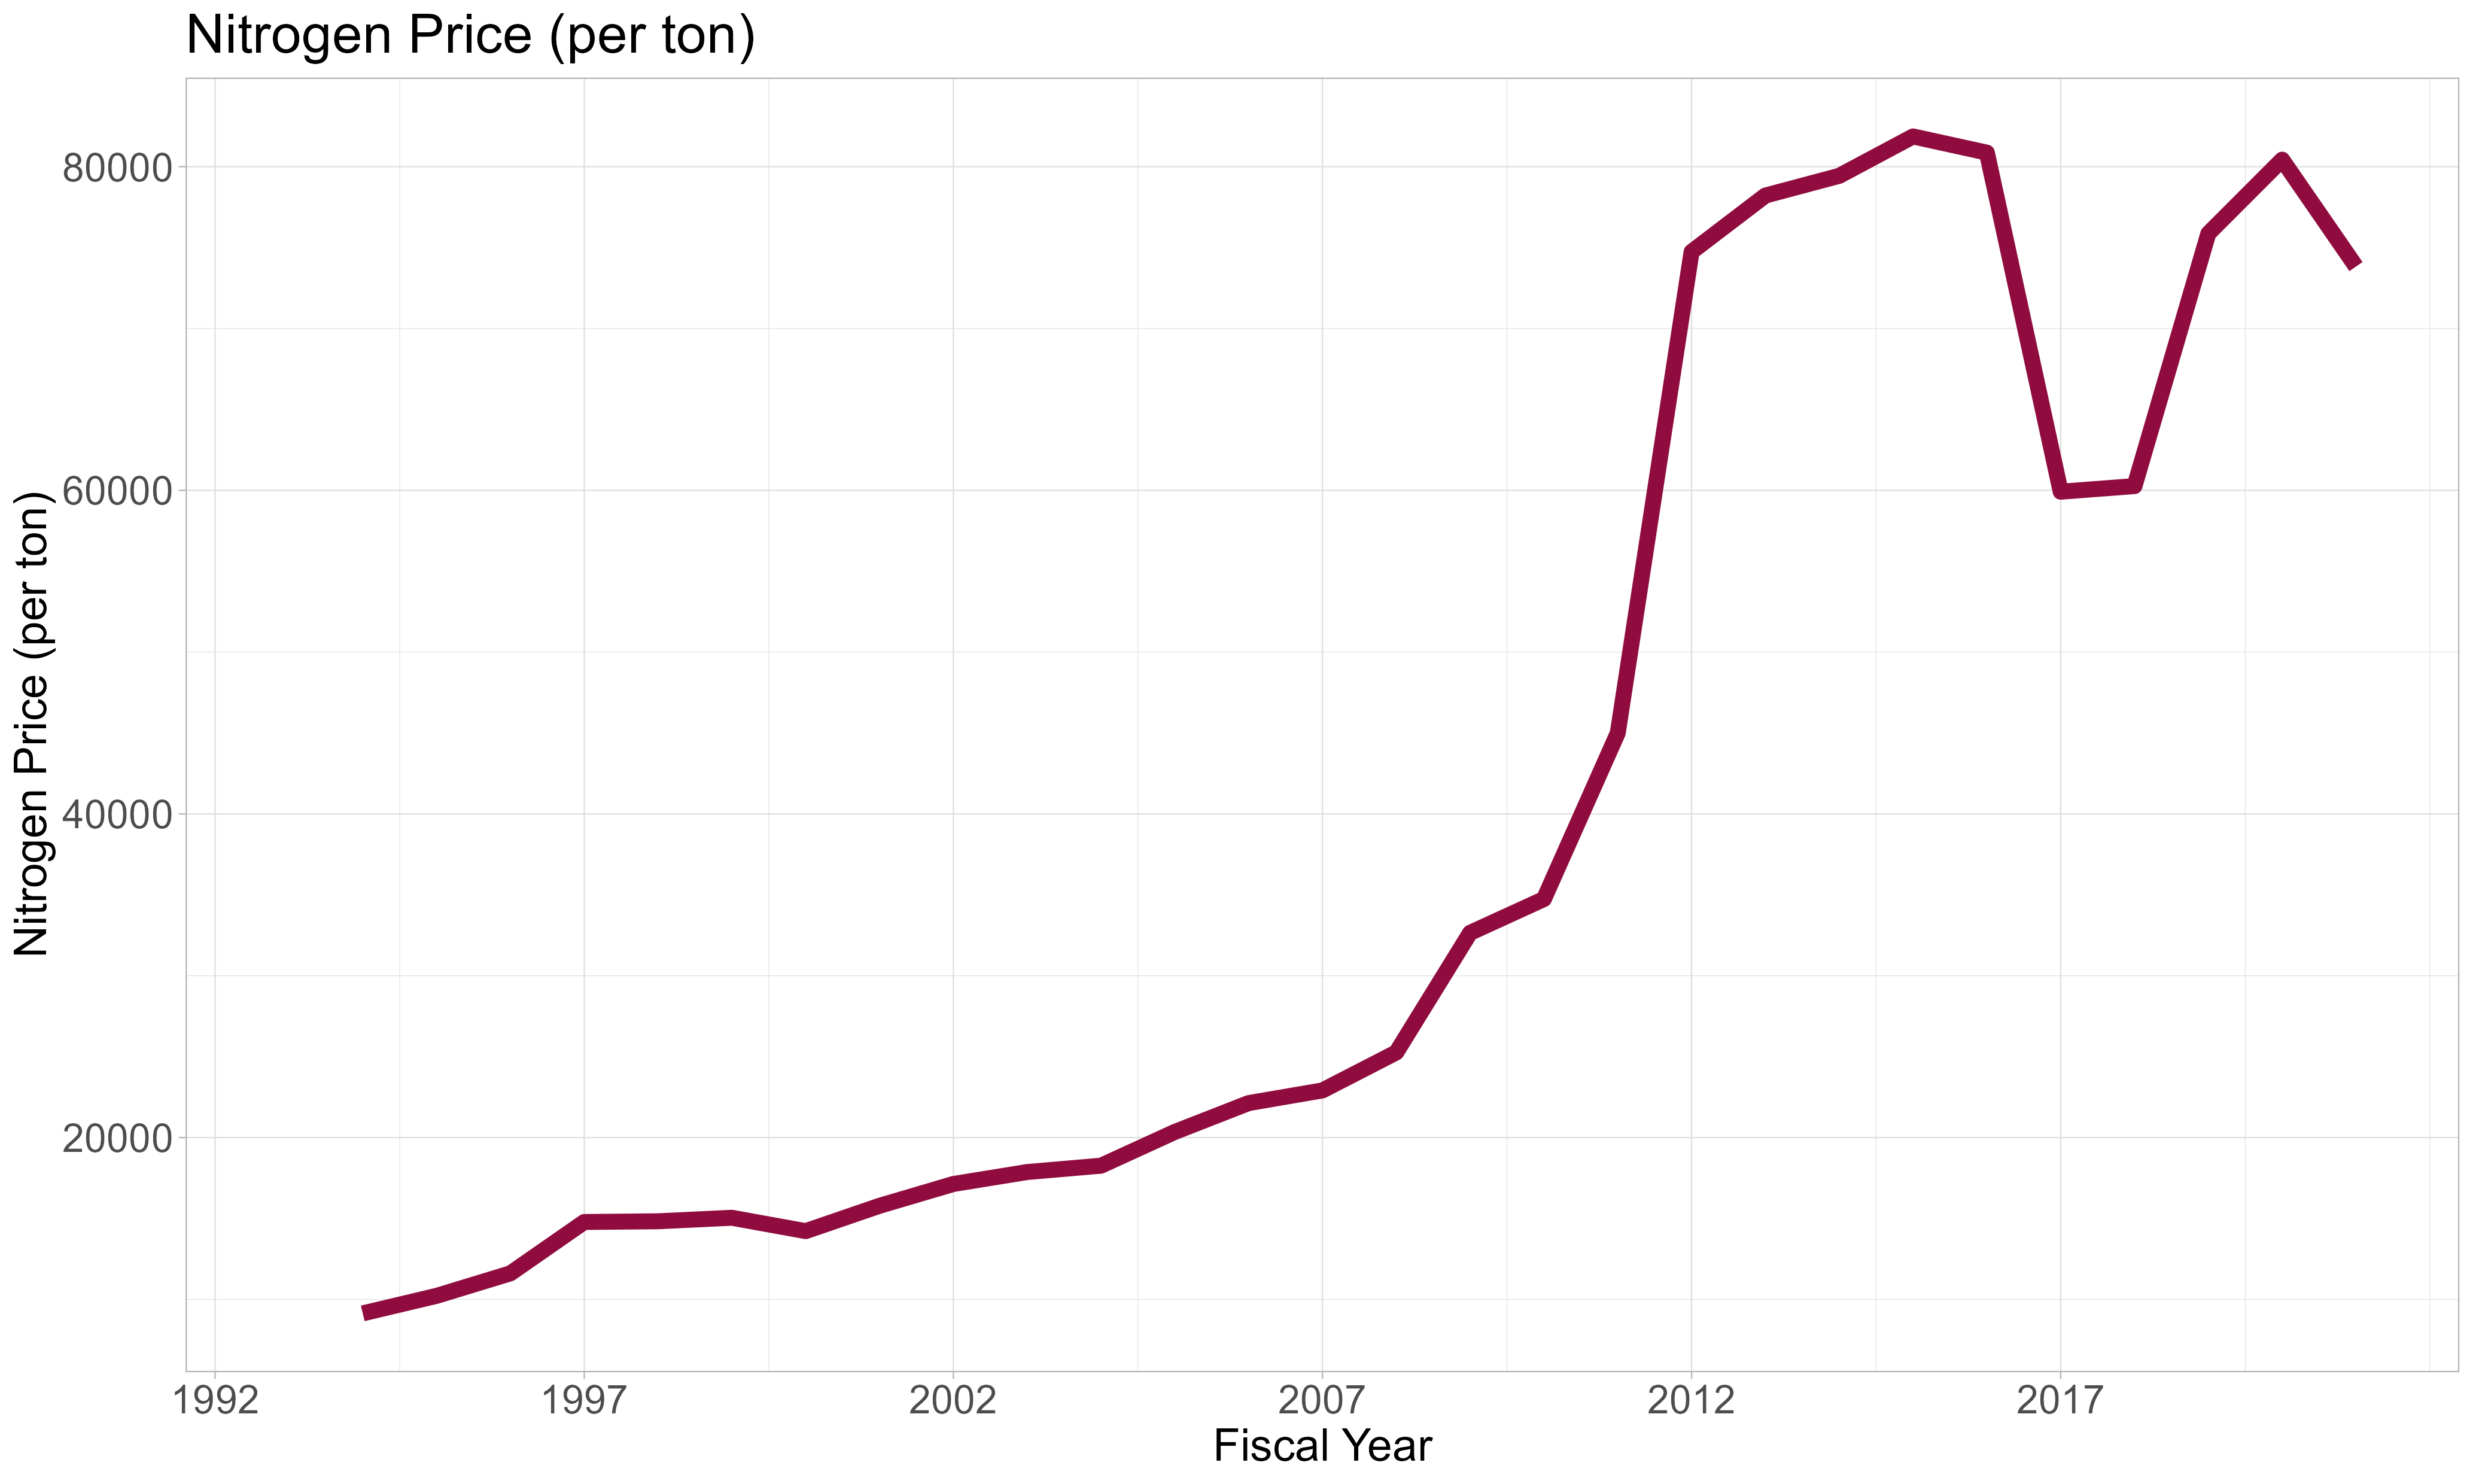 Nitrogen Price (per ton)
Nitrogen Price (per ton)
80000
60000
40000
20000
1992 1997 2002 2007 2012 2017
Fiscal Year